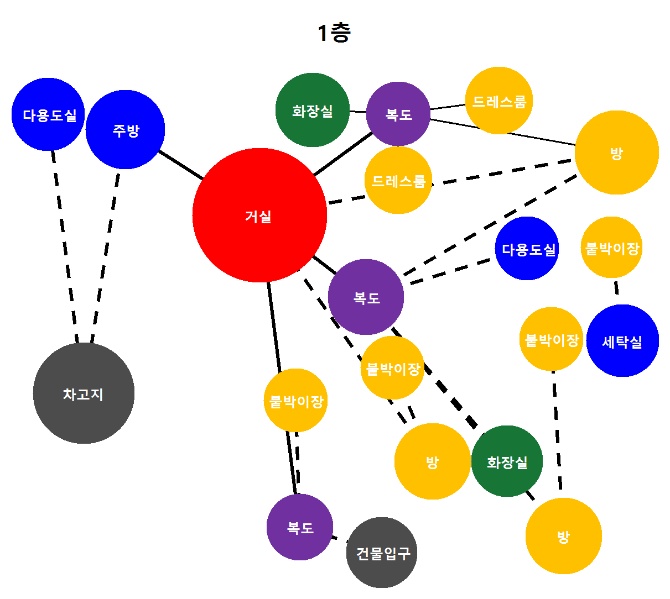 1층
화장실
복도
드레스룸
다용도실
주방
방
드레스룸
거실
다용도실
붙박이장
복도
붙박이장
세탁실
붙박이장
차고지
붙박이장
방
화장실
복도
방
건물입구